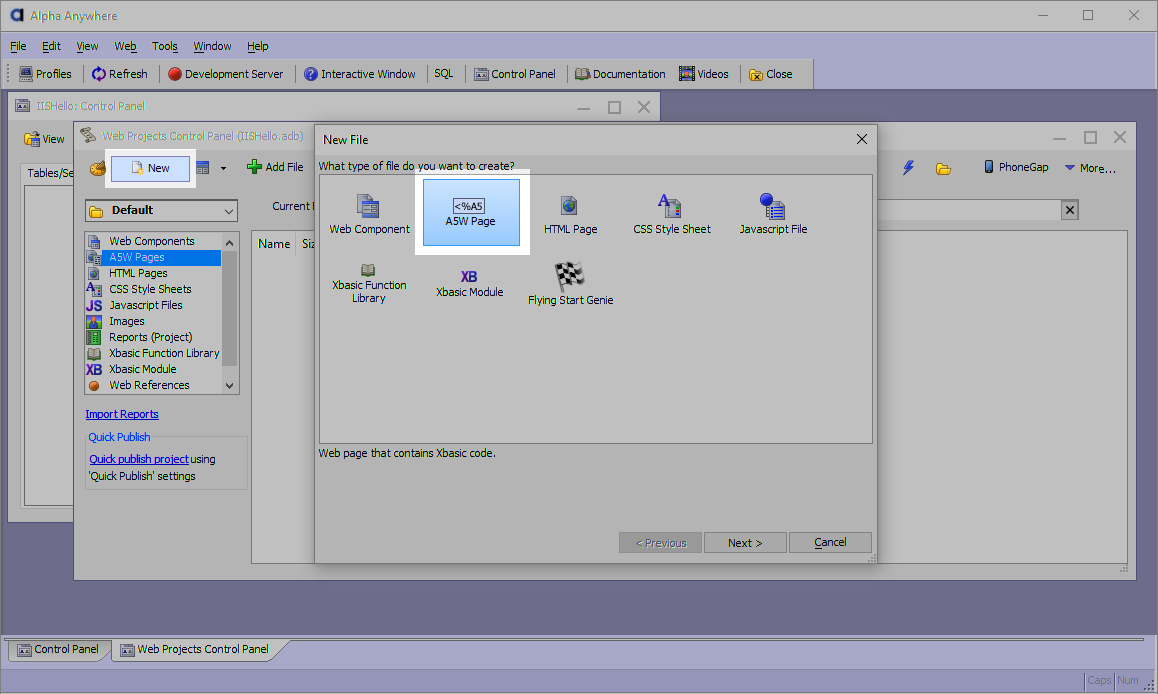 Alpha Anywhere
File Edit View Web Tools Window Help
Profiles Refresh Development Server Interactive Window SQL Control Panel Documentation Videos Close
IISHello: Control Panel
View
Tables/Se
Web Projects Control Panel (IISHello.adb)
New
Add File
PhoneGap
More...
Default
Current
Web Components
A5W Pages
HTML Pages
CSS Style Sheets
Javascript Files
Images
Reports (Project)
Xbasic Function Library
Xbasic Module
Web References
Import Reports
Quick Publish
Quick publish project using
'Quick Publish' settings
Name Siz
New File
What type of file do you want to create?
Web Component
<%A5
A5W Page
HTML Page
CSS Style Sheet
Javascript File
Xbasic Function
Library
XB
Xbasic Module
Flying Start Genie
Web page that contains Xbasic code.
< Previous Next > Cancel
Control Panel Web Projects Control Panel
Caps Num